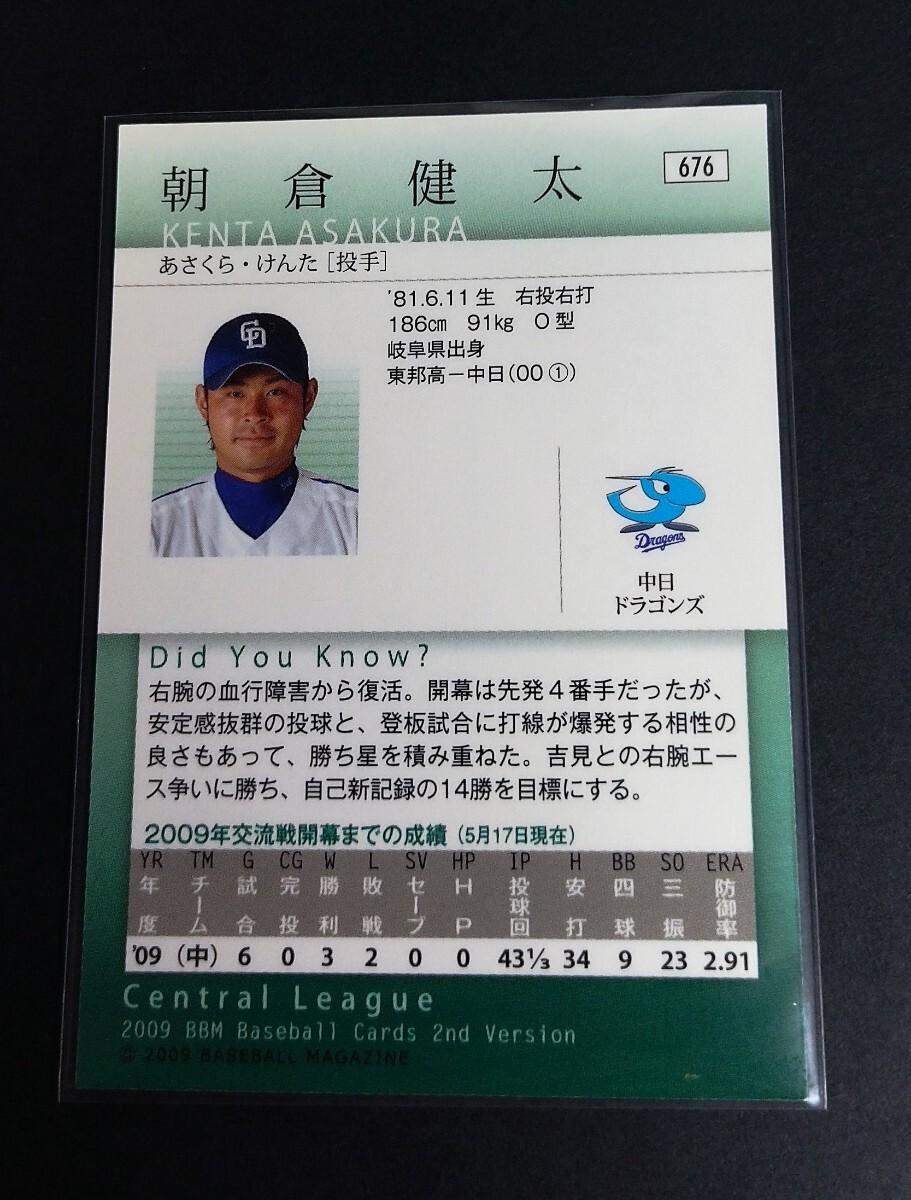 朝倉健太
676
KENTA ASAKURA
あさくら・けんた［投手］
'81.6.11生 右投右打
186cm 91kg O型
岐阜県出身
東邦高－中日(00①)
CD
Dragons
中日
ドラゴンズ
Did You Know?
右腕の血行障害から復活。開幕は先発４番手だったが、
安定感抜群の投球と、登板試合に打線が爆発する相性の
良さもあって、勝ち星を積み重ねた。吉見との右腕エー
ス争いに勝ち、自己新記録の14勝を目標にする。
2009年交流戦開幕までの成績（5月17日現在）
YR TM G CG W L SV HP IP H BB SO ERA
年度 チーム 試合 完投 勝利 敗戦 セーブ HP 投球回 安打 四球 三振 防御率
'09 (中) 6 0 3 2 0 0 43⅓ 34 9 23 2.91
Central League
2009 BBM Baseball Cards 2nd Version
© 2009 BASEBALL MAGAZINE